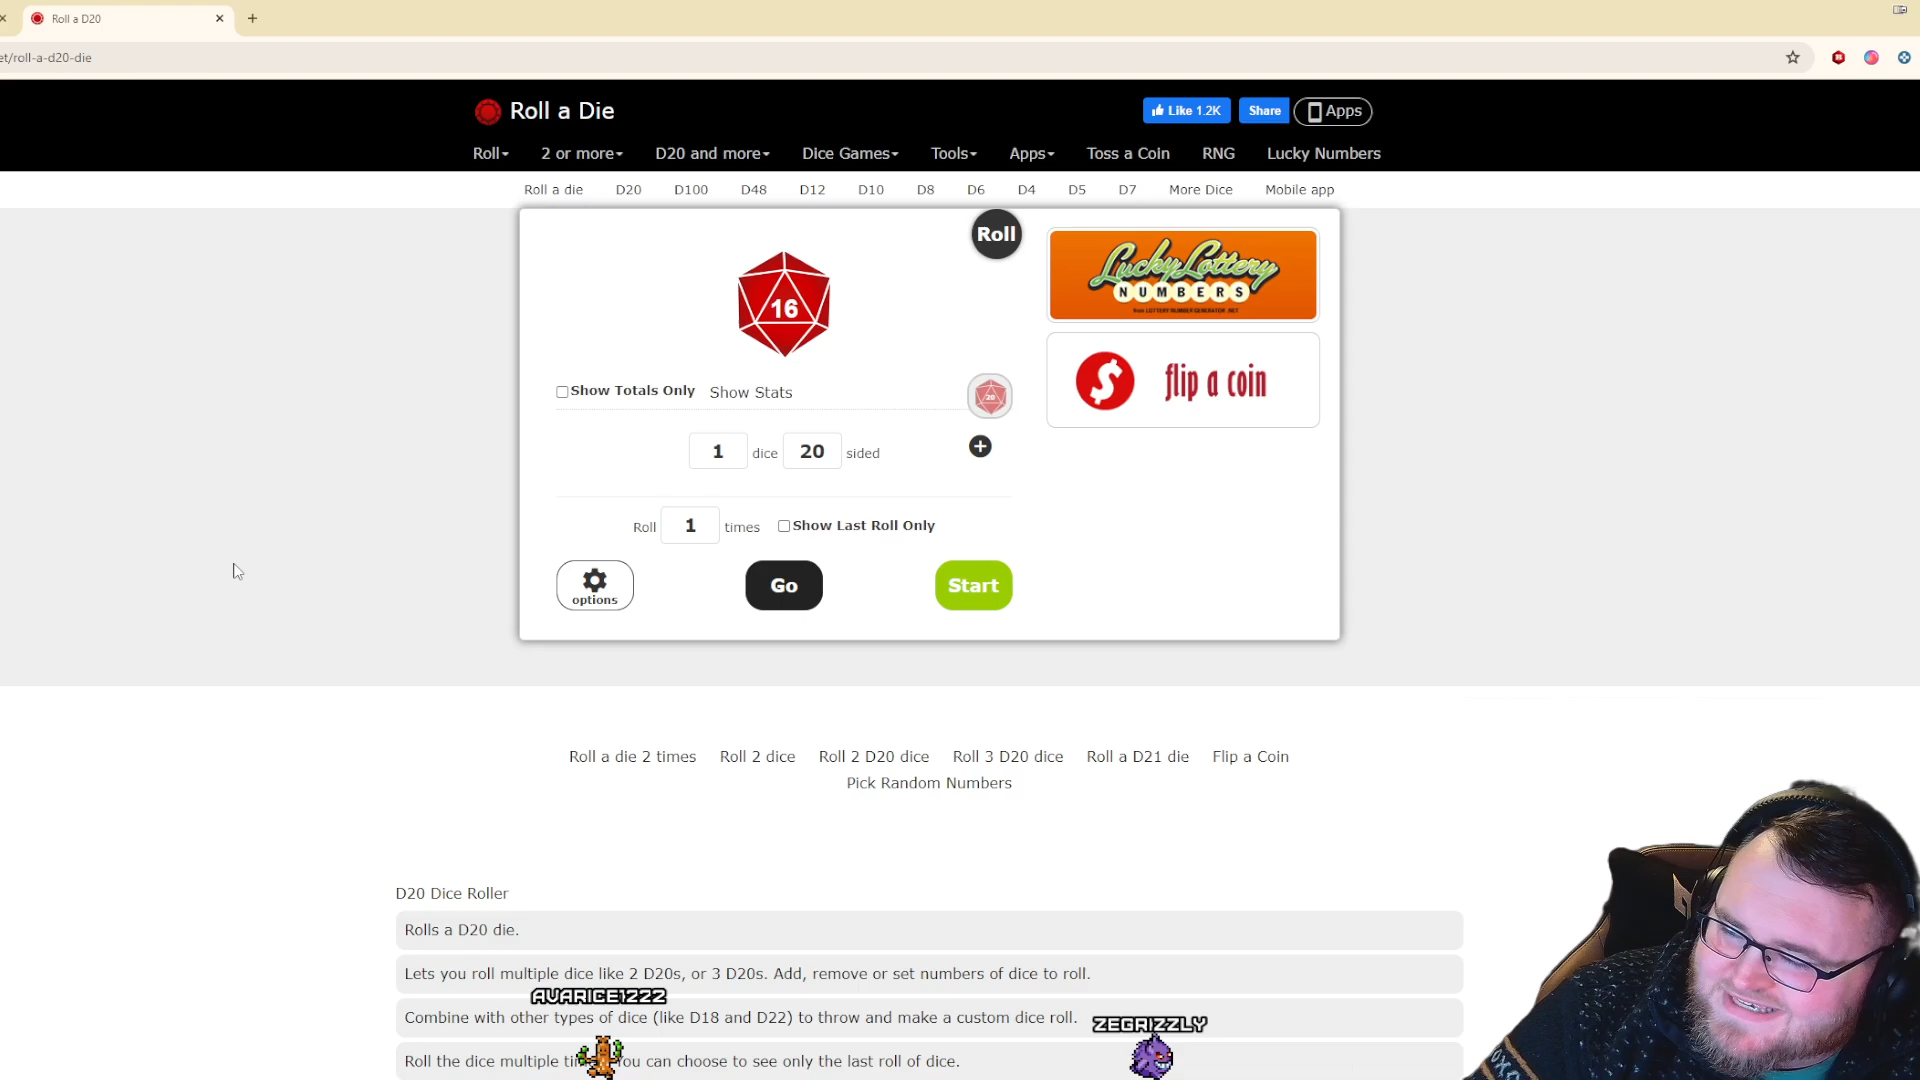 Roll a D20
et/roll-a-d20-die
Roll a Die
Like 1.2K
Share
Apps
Roll 2 or more D20 and more Dice Games Tools Apps Toss a Coin RNG Lucky Numbers
Roll a die D20 D100 D48 D12 D10 D8 D6 D4 D5 D7 More Dice Mobile app
Roll
16
Lucky Lottery
NUMBERS
from LOTTERY NUMBER GENERATOR .NET
$ flip a coin
Show Totals Only Show Stats
20
1 dice 20 sided
Roll 1 times Show Last Roll Only
options
Go
Start
Roll a die 2 times Roll 2 dice Roll 2 D20 dice Roll 3 D20 dice Roll a D21 die Flip a Coin
Pick Random Numbers
D20 Dice Roller
Rolls a D20 die.
Lets you roll multiple dice like 2 D20s, or 3 D20s. Add, remove or set numbers of dice to roll.
AVARICE1222
Combine with other types of dice (like D18 and D22) to throw and make a custom dice roll.
ZEGRIZZLY
Roll the dice multiple ou can choose to see only the last roll of dice.